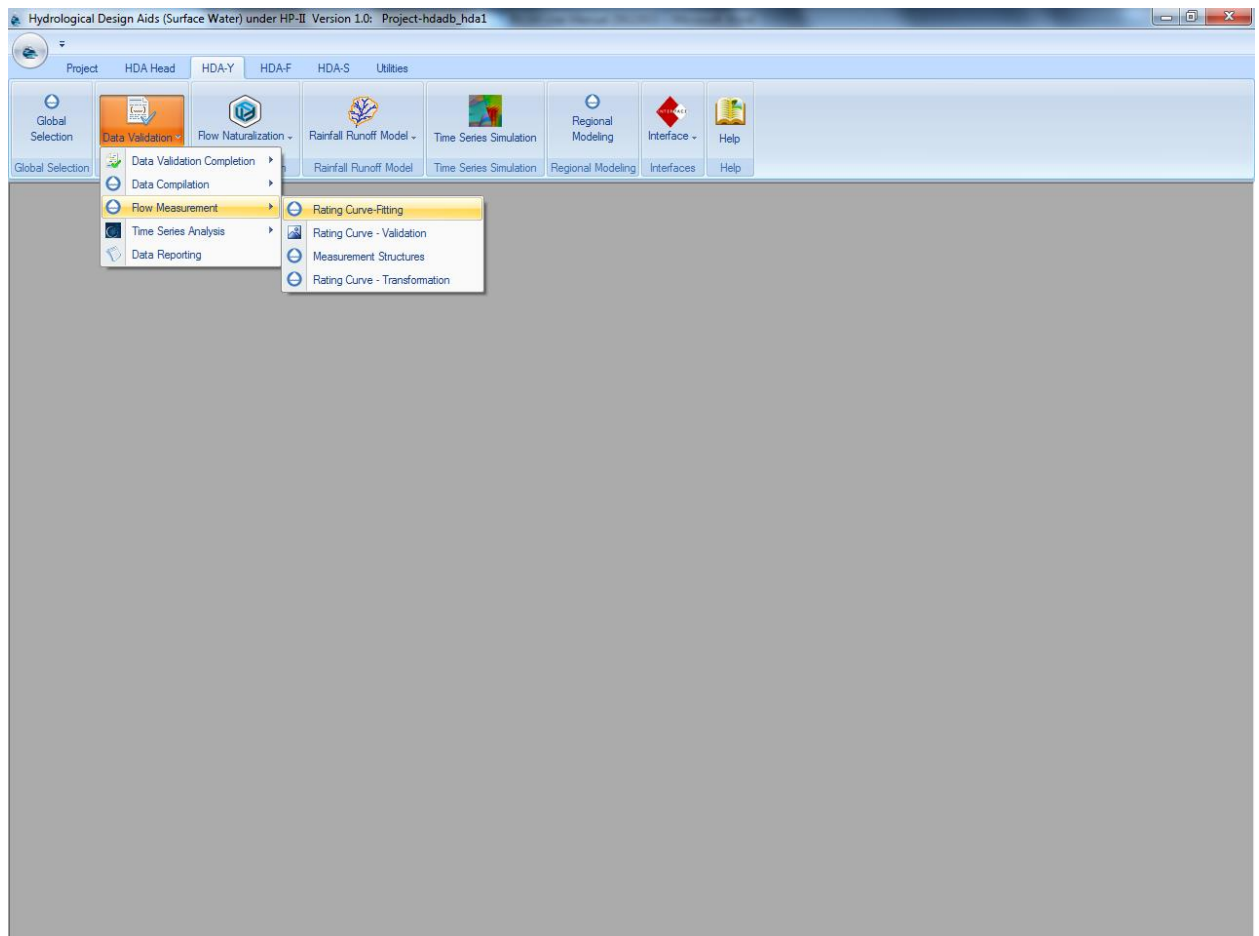 Hydrological Design Aids (Surface Water) under HP-II Version 1.0: Project-hdadb_hda1
Project HDA Head HDA-Y HDA-F HDA-S Utilities
Global Selection
Data Validation
Flow Naturalization
Rainfall Runoff Model
Time Series Simulation
Regional Modeling
Interface
Help
Global Selection
Rainfall Runoff Model
Time Series Simulation
Regional Modeling
Interfaces
Help
Data Validation Completion
Data Compilation
Flow Measurement
Time Series Analysis
Data Reporting
Rating Curve-Fitting
Rating Curve - Validation
Measurement Structures
Rating Curve - Transformation